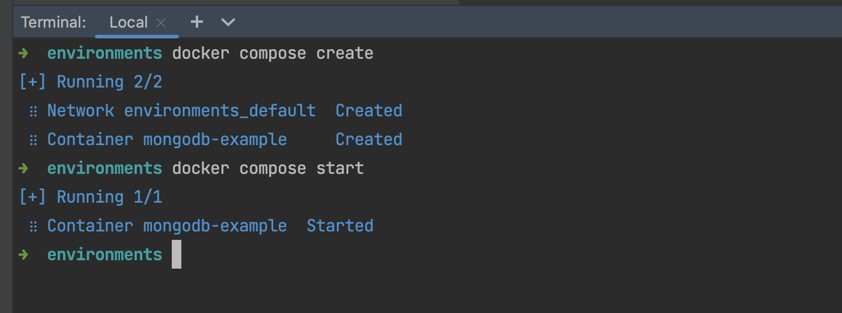 Terminal: Local × + ⌄
→ environments docker compose create
[+] Running 2/2
⠿ Network environments_default Created
⠿ Container mongodb-example Created
→ environments docker compose start
[+] Running 1/1
⠿ Container mongodb-example Started
→ environments